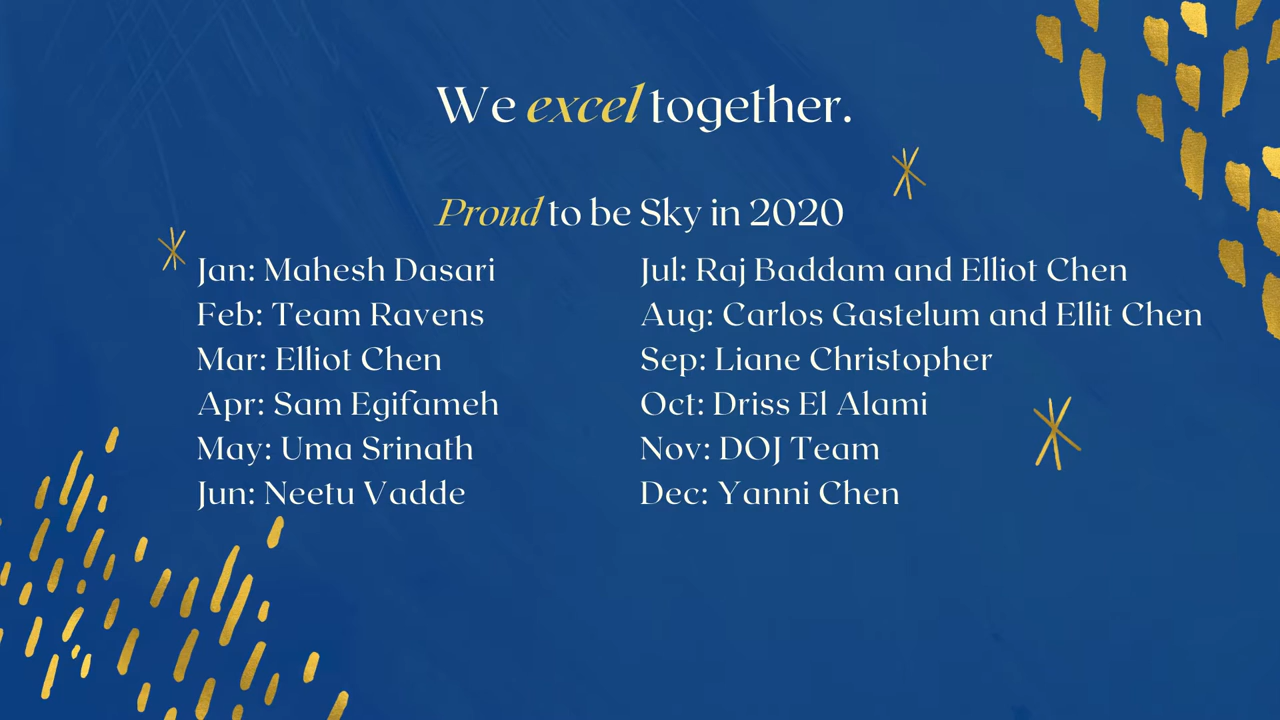 We excel together.
Proud to be Sky in 2020
Jan: Mahesh Dasari
Feb: Team Ravens
Mar: Elliot Chen
Apr: Sam Egifameh
May: Uma Srinath
Jun: Neetu Vadde
Jul: Raj Baddam and Elliot Chen
Aug: Carlos Gastelum and Ellit Chen
Sep: Liane Christopher
Oct: Driss El Alami
Nov: DOJ Team
Dec: Yanni Chen